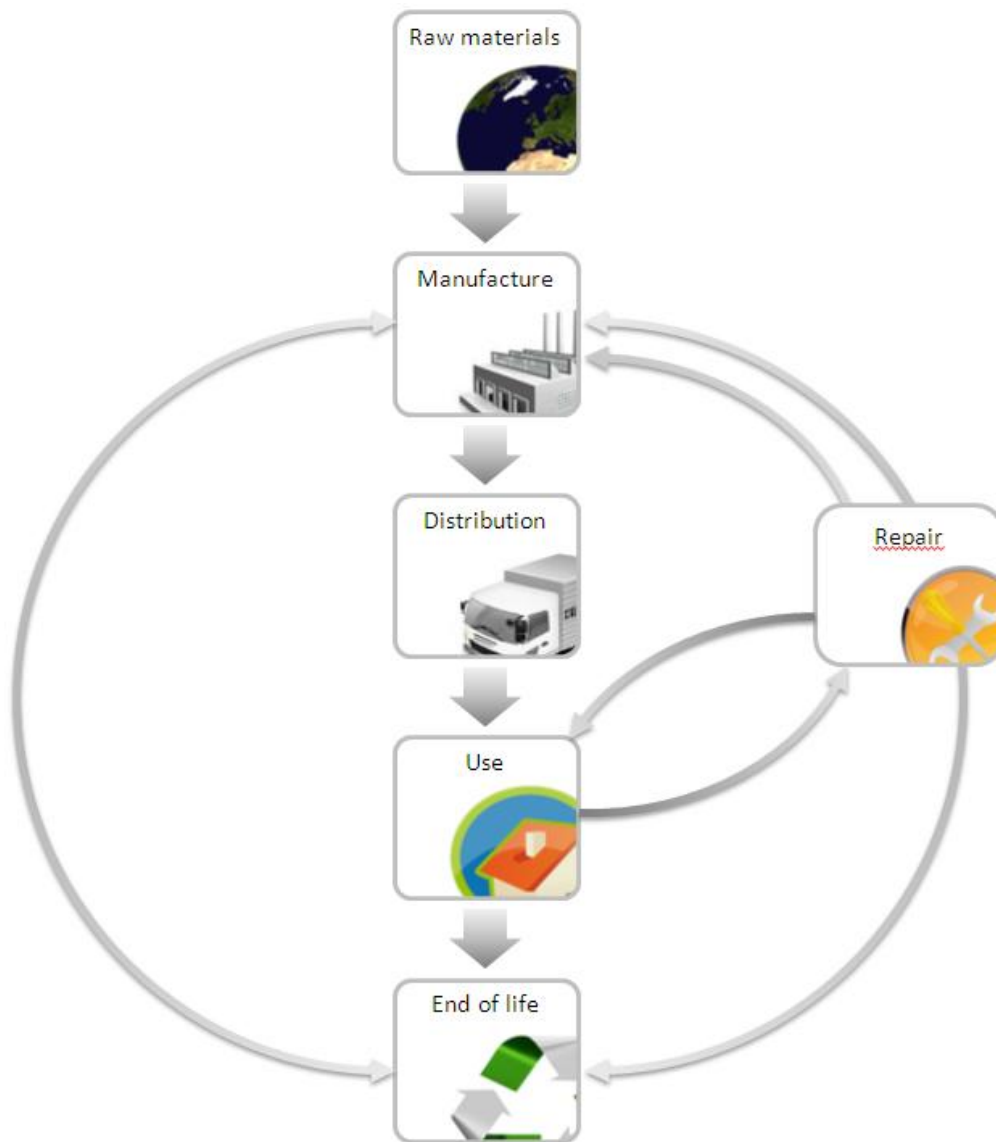 Raw materials
Manufacture
Distribution
Repair
Use
End of life